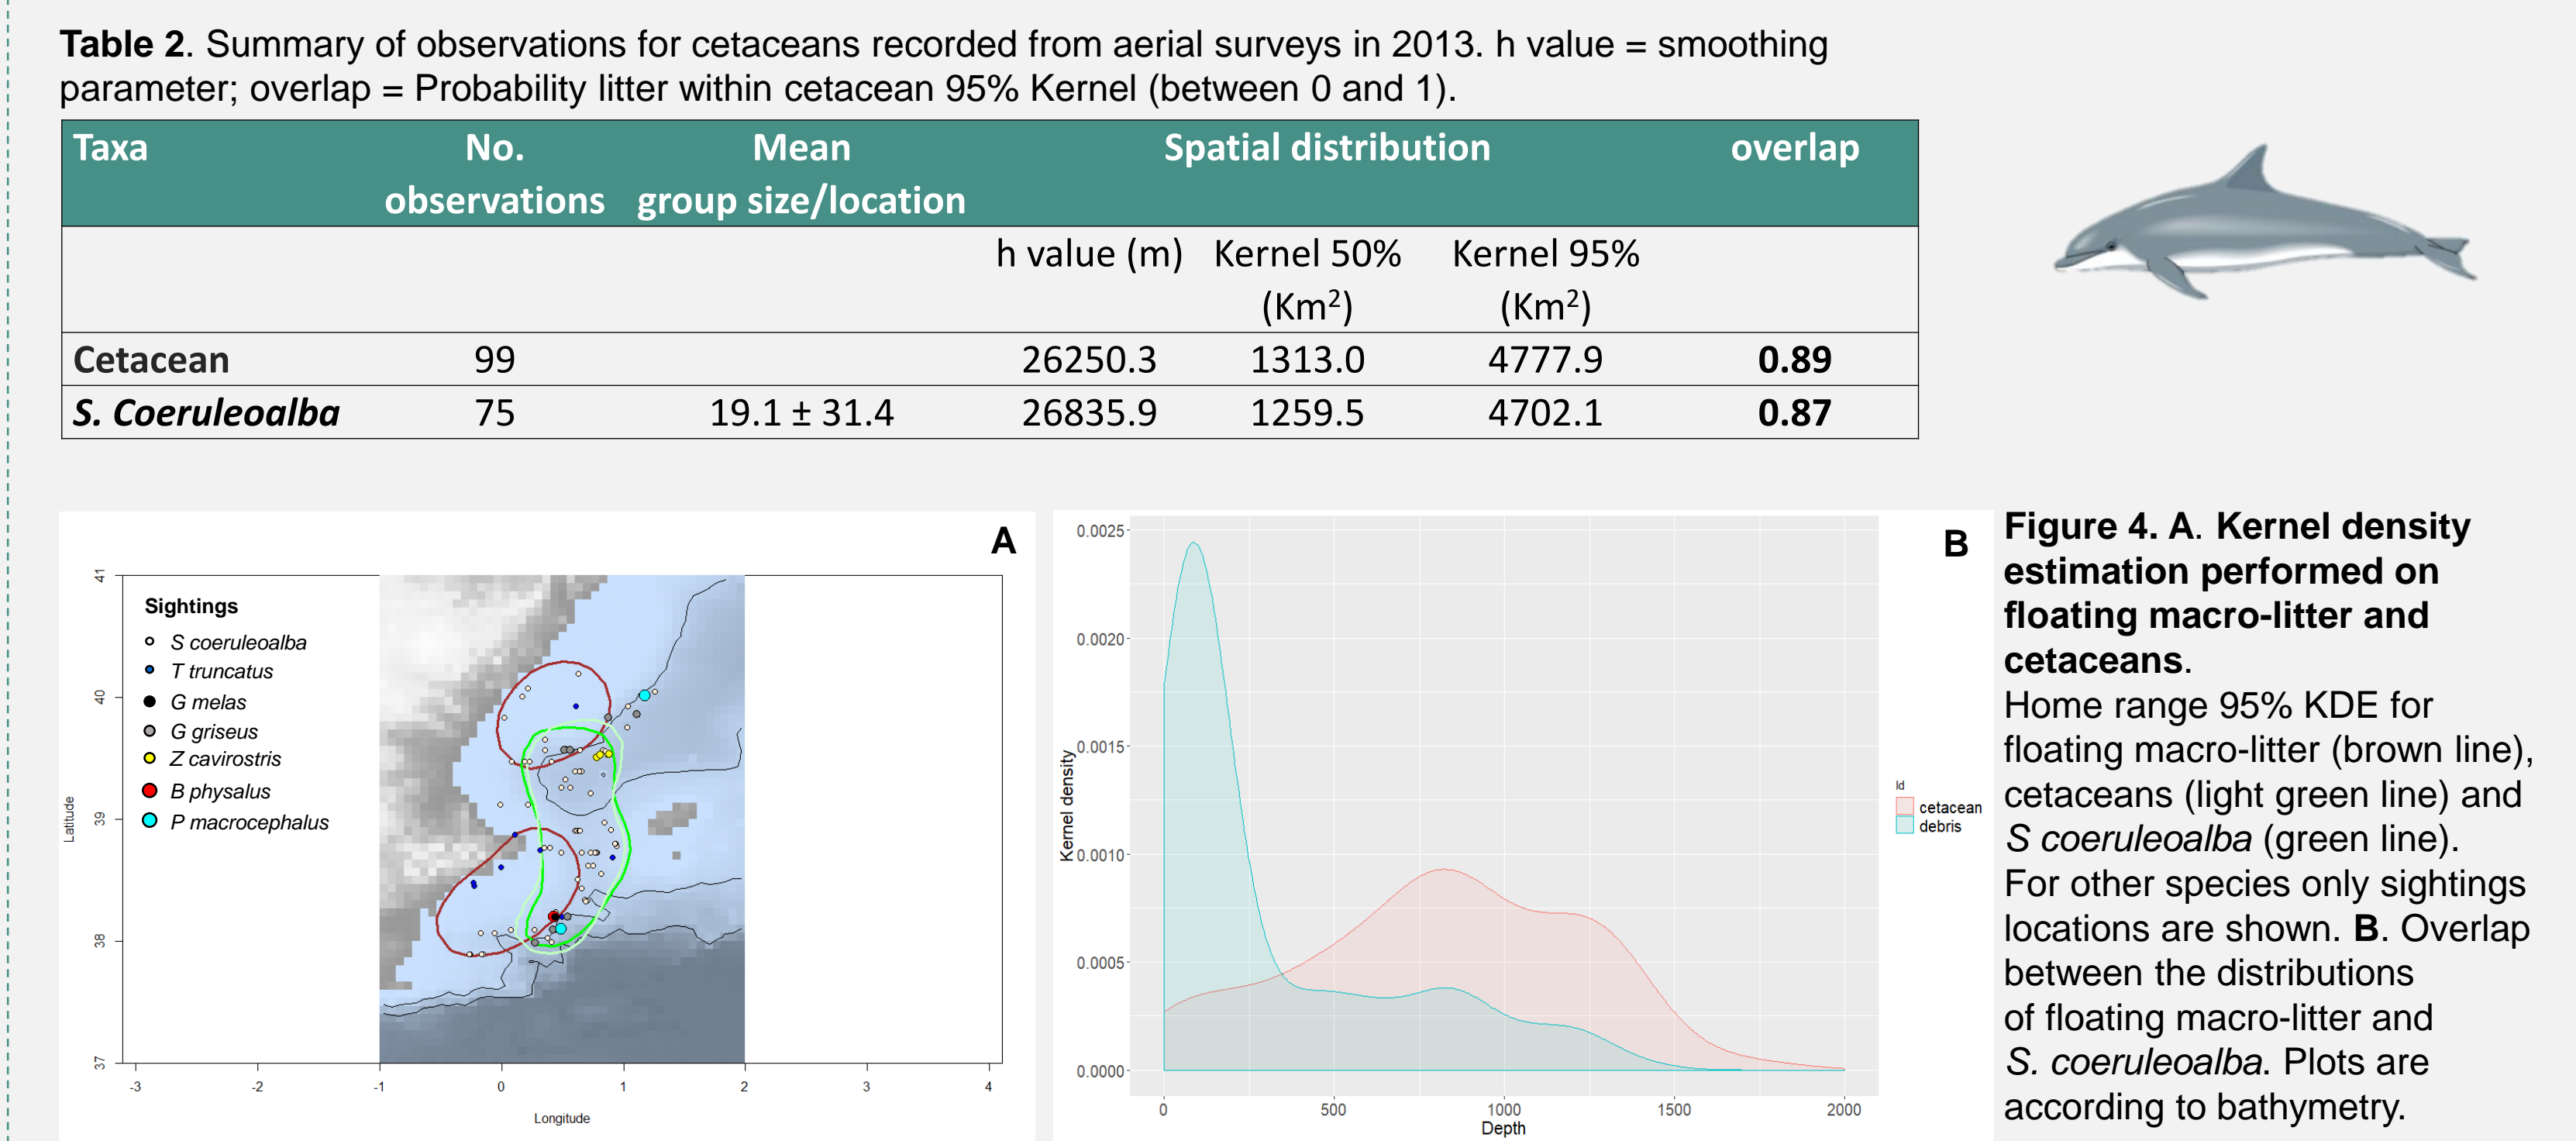 Table 2. Summary of observations for cetaceans recorded from aerial surveys in 2013. h value = smoothing
parameter; overlap = Probability litter within cetacean 95% Kernel (between 0 and 1).
Taxa No. observations Mean group size/location Spatial distribution overlap
h value (m) Kernel 50% (Km²) Kernel 95% (Km²)
Cetacean 99 26250.3 1313.0 4777.9 0.89
S. Coeruleoalba 75 19.1 ± 31.4 26835.9 1259.5 4702.1 0.87
A
Sightings
S coeruleoalba
T truncatus
G melas
G griseus
Z cavirostris
B physalus
P macrocephalus
41
40
39
38
37
Latitude
-3 -2 -1 0 1 2 3 4
Longitude
B
0.0025
0.0020
0.0015
0.0010
0.0005
0.0000
Kernel density
0 500 1000 1500 2000
Depth
Id
cetacean
debris
Figure 4. A. Kernel density
estimation performed on
floating macro-litter and
cetaceans.
Home range 95% KDE for
floating macro-litter (brown line),
cetaceans (light green line) and
S coeruleoalba (green line).
For other species only sightings
locations are shown. B. Overlap
between the distributions
of floating macro-litter and
S. coeruleoalba. Plots are
according to bathymetry.